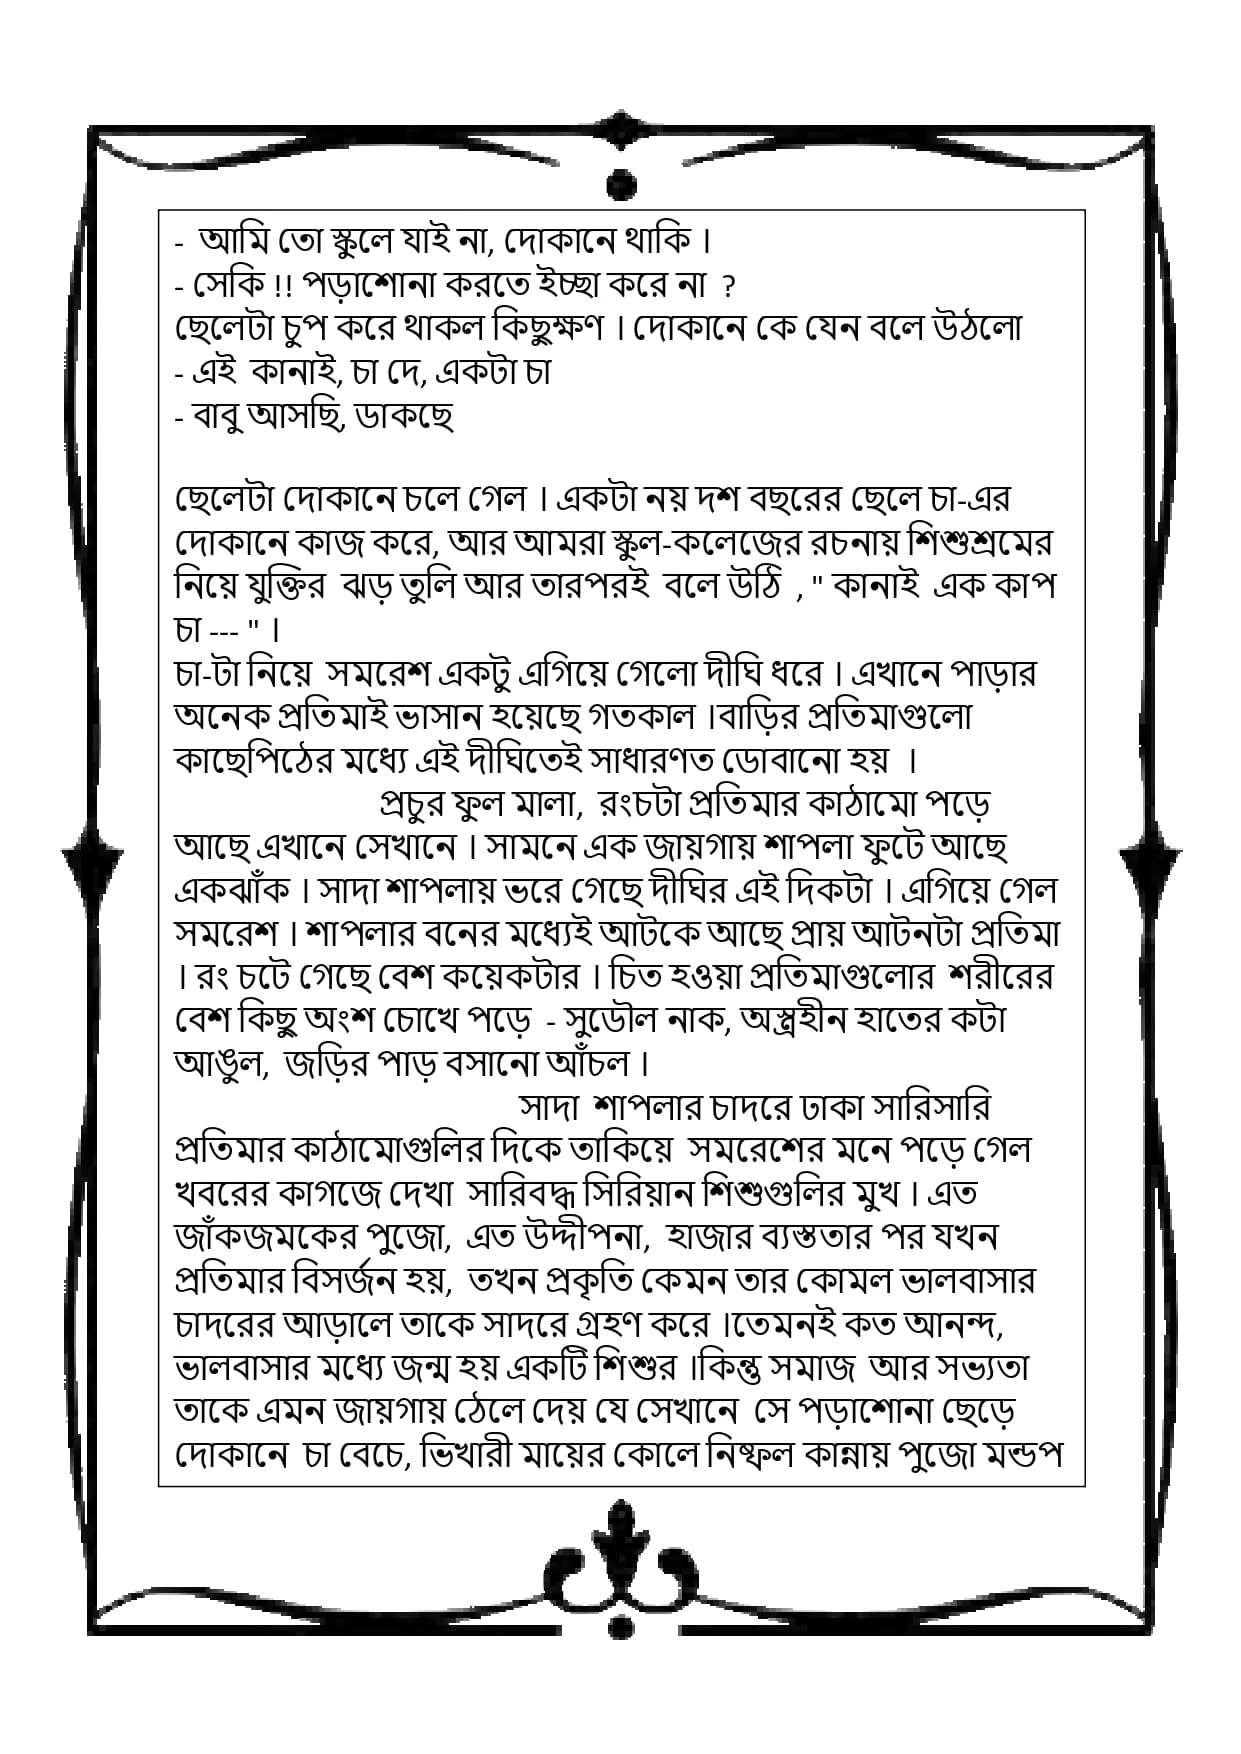 - আমি তো স্কুলে যাই না, দোকানে থাকি ।
- সেকি !! পড়াশোনা করতে ইচ্ছা করে না ?
ছেলেটা চুপ করে থাকল কিছুক্ষণ । দোকানে কে যেন বলে উঠলো
- এই কানাই, চা দে, একটা চা
- বাবু আসছি, ডাকছে
ছেলেটা দোকানে চলে গেল । একটা নয় দশ বছরের ছেলে চা-এর
দোকানে কাজ করে, আর আমরা স্কুল-কলেজের রচনায় শিশুশ্রমের
নিয়ে যুক্তির ঝড় তুলি আর তারপরই বলে উঠি , " কানাই এক কাপ
চা --- " ।
চা-টা নিয়ে সমরেশ একটু এগিয়ে গেলো দীঘি ধরে । এখানে পাড়ার
অনেক প্রতিমাই ভাসান হয়েছে গতকাল ।বাড়ির প্রতিমাগুলো
কাছেপিঠের মধ্যে এই দীঘিতেই সাধারণত ডোবানো হয় ।
প্রচুর ফুল মালা, রংচটা প্রতিমার কাঠামো পড়ে
আছে এখানে সেখানে । সামনে এক জায়গায় শাপলা ফুটে আছে
একঝাঁক । সাদা শাপলায় ভরে গেছে দীঘির এই দিকটা । এগিয়ে গেল
সমরেশ । শাপলার বনের মধ্যেই আটকে আছে প্রায় আটনটা প্রতিমা
। রং চটে গেছে বেশ কয়েকটার । চিত হওয়া প্রতিমাগুলোর শরীরের
বেশ কিছু অংশ চোখে পড়ে - সুডৌল নাক, অস্ত্রহীন হাতের কটা
আঙুল, জড়ির পাড় বসানো আঁচল ।
সাদা শাপলার চাদরে ঢাকা সারিসারি
প্রতিমার কাঠামোগুলির দিকে তাকিয়ে সমরেশের মনে পড়ে গেল
খবরের কাগজে দেখা সারিবদ্ধ সিরিয়ান শিশুগুলির মুখ । এত
জাঁকজমকের পুজো, এত উদ্দীপনা, হাজার ব্যস্ততার পর যখন
প্রতিমার বিসর্জন হয়, তখন প্রকৃতি কেমন তার কোমল ভালবাসার
চাদরের আড়ালে তাকে সাদরে গ্রহণ করে ।তেমনই কত আনন্দ,
ভালবাসার মধ্যে জন্ম হয় একটি শিশুর ।কিন্তু সমাজ আর সভ্যতা
তাকে এমন জায়গায় ঠেলে দেয় যে সেখানে সে পড়াশোনা ছেড়ে
দোকানে চা বেচে, ভিখারী মায়ের কোলে নিষ্ফল কান্নায় পুজো মন্ডপ